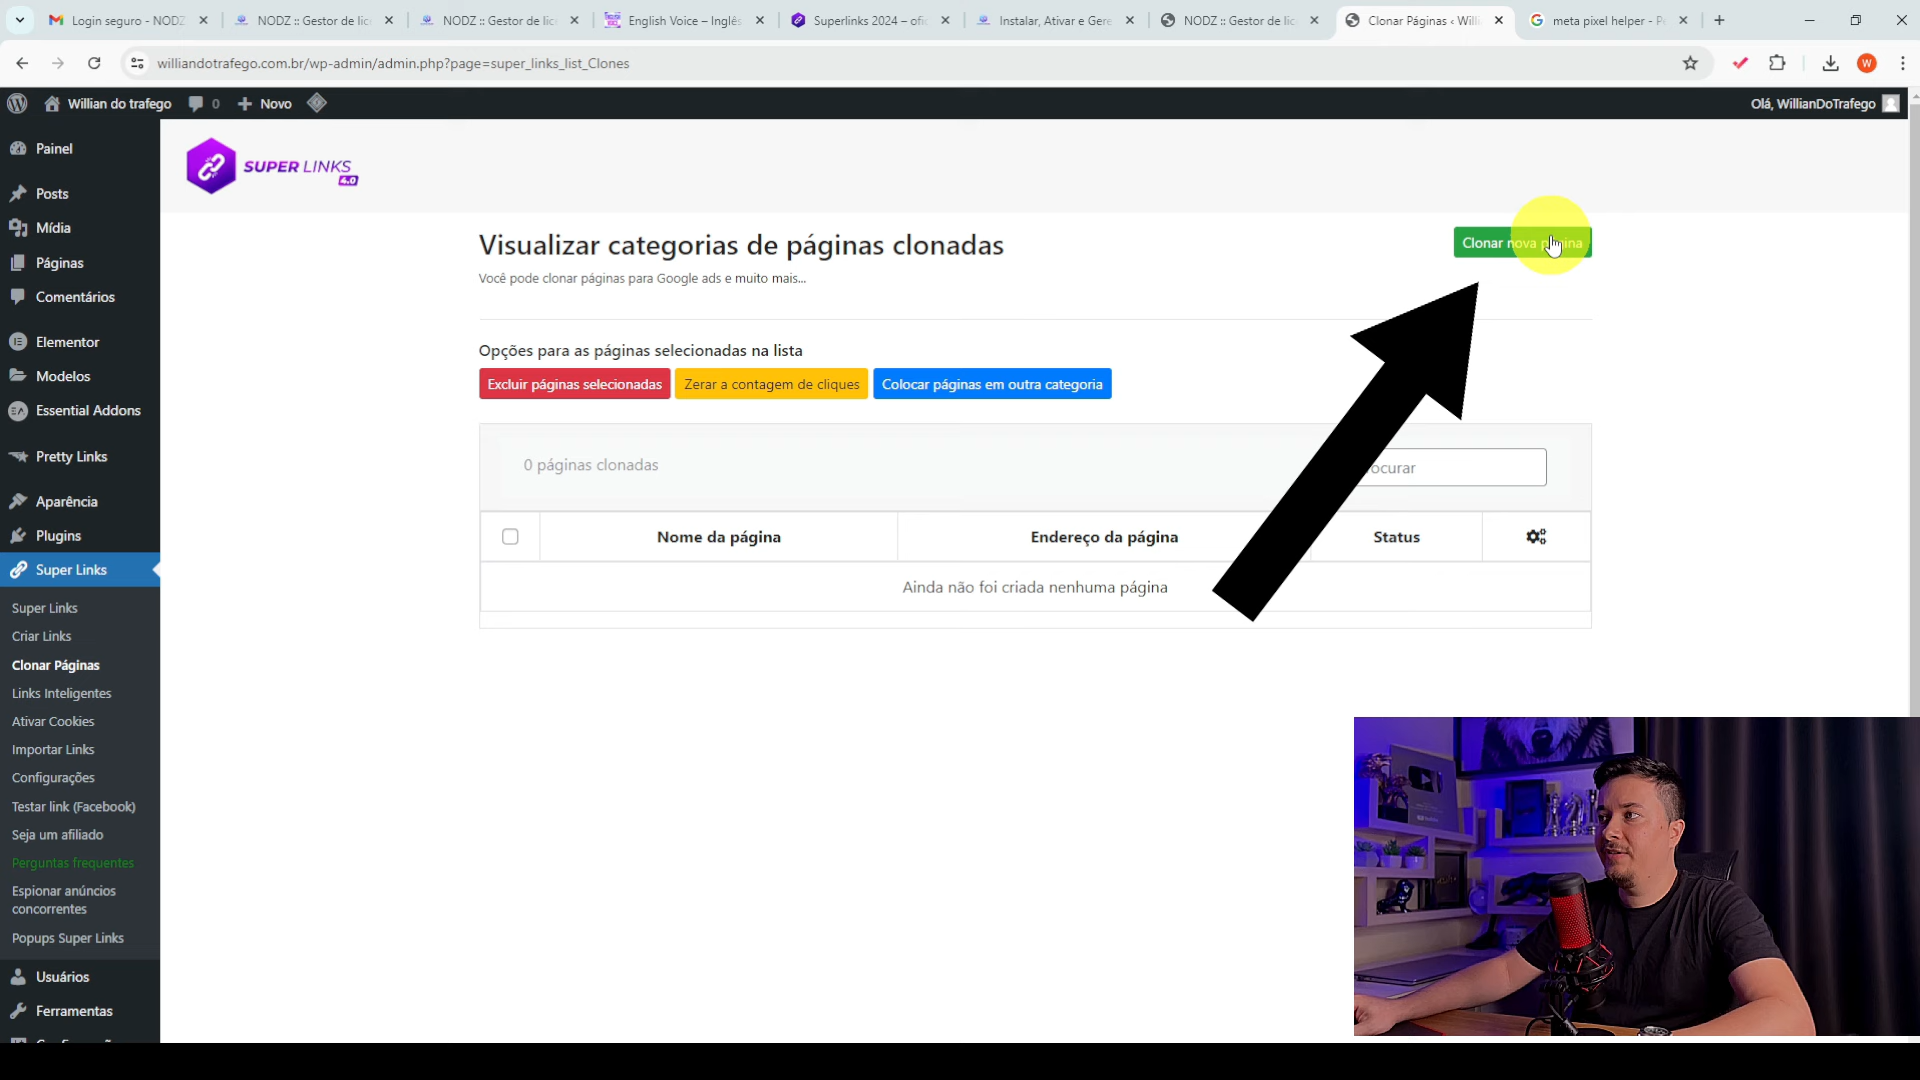 Login seguro - NODZ
NODZ :: Gestor de lic
NODZ :: Gestor de lice
English Voice – Inglês
Superlinks 2024 – ofic
Instalar, Ativar e Gere
NODZ :: Gestor de lic
Clonar Páginas ‹ Willi
meta pixel helper - Pe
williandotrafego.com.br/wp-admin/admin.php?page=super_links_list_Clones
W
Willian do trafego
0
Novo
Olá, WillianDoTrafego
Painel
Posts
Mídia
Páginas
Comentários
Elementor
Modelos
Essential Addons
Pretty Links
Aparência
Plugins
Super Links
Super Links
Criar Links
Clonar Páginas
Links Inteligentes
Ativar Cookies
Importar Links
Configurações
Testar link (Facebook)
Seja um afiliado
Perguntas frequentes
Espionar anúncios
concorrentes
Popups Super Links
Usuários
Ferramentas
SUPER LINKS
4.0
Visualizar categorias de páginas clonadas
Clonar nova página
Você pode clonar páginas para Google ads e muito mais...
Opções para as páginas selecionadas na lista
Excluir páginas selecionadas
Zerar a contagem de cliques
Colocar páginas em outra categoria
0 páginas clonadas
ocurar
Nome da página
Endereço da página
Status
Ainda não foi criada nenhuma página